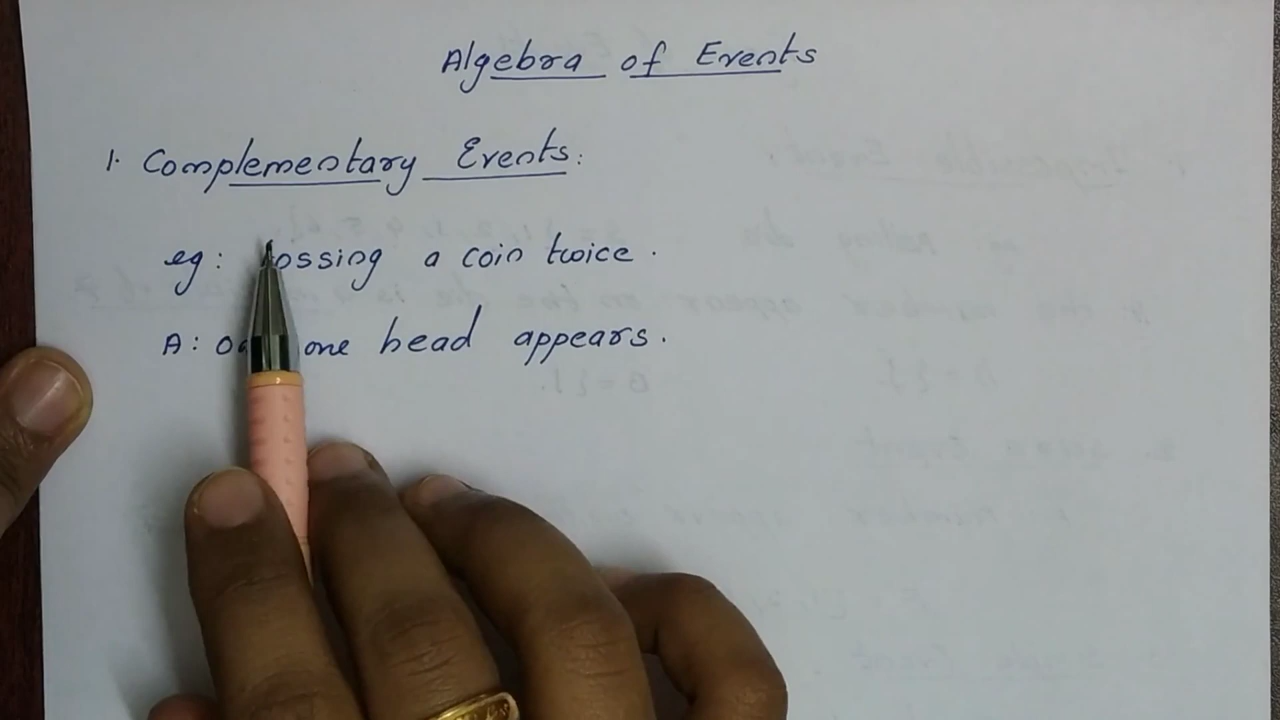 Algebra of Events
1. Complementary Events:
eg: tossing a coin twice.
A: one head appears.